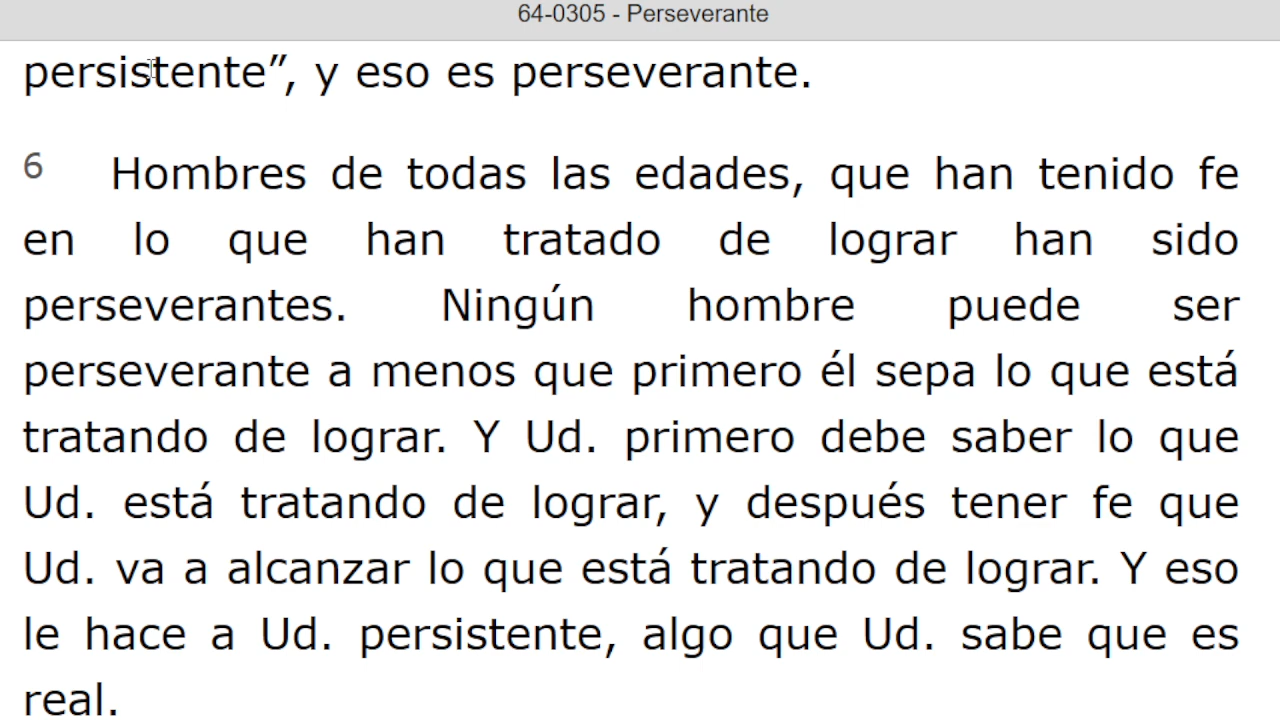 64-0305 - Perseverante
persistente”, y eso es perseverante.
6 Hombres de todas las edades, que han tenido fe
en lo que han tratado de lograr han sido
perseverantes. Ningún hombre puede ser
perseverante a menos que primero él sepa lo que está
tratando de lograr. Y Ud. primero debe saber lo que
Ud. está tratando de lograr, y después tener fe que
Ud. va a alcanzar lo que está tratando de lograr. Y eso
le hace a Ud. persistente, algo que Ud. sabe que es
real.